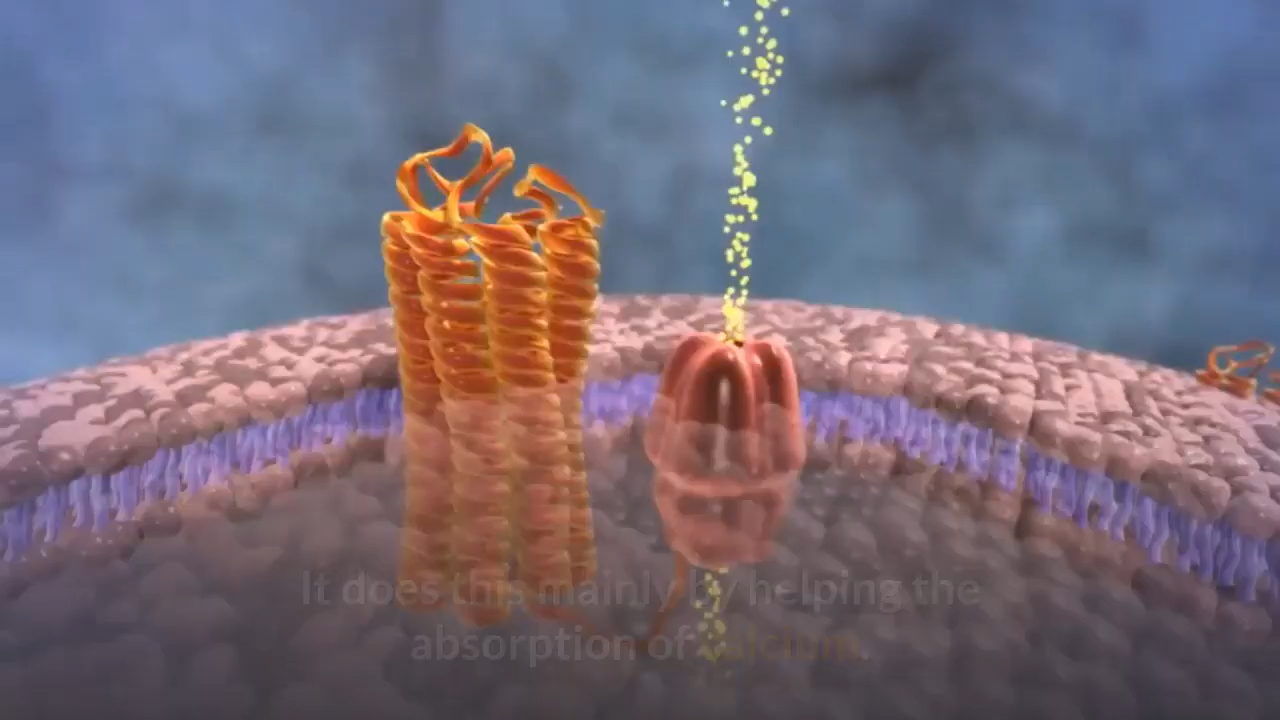 It does this mainly by helping the
absorption of calcium.